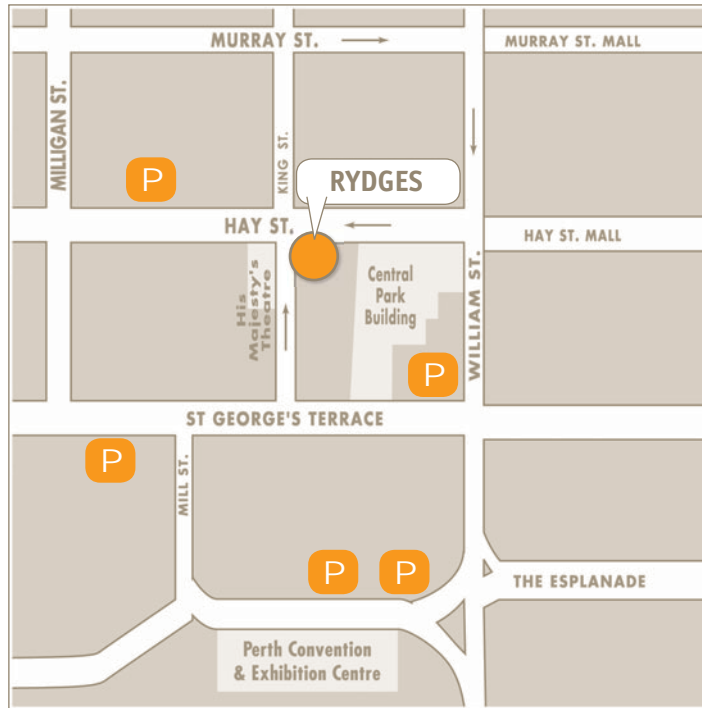 MURRAY ST.
MURRAY ST. MALL
MILLIGAN ST.
KING ST.
P
RYDGES
HAY ST.
HAY ST. MALL
His
Majesty's
Theatre
Central
Park
Building
WILLIAM ST.
P
ST GEORGE'S TERRACE
P
MILL ST.
P
P
THE ESPLANADE
Perth Convention
& Exhibition Centre